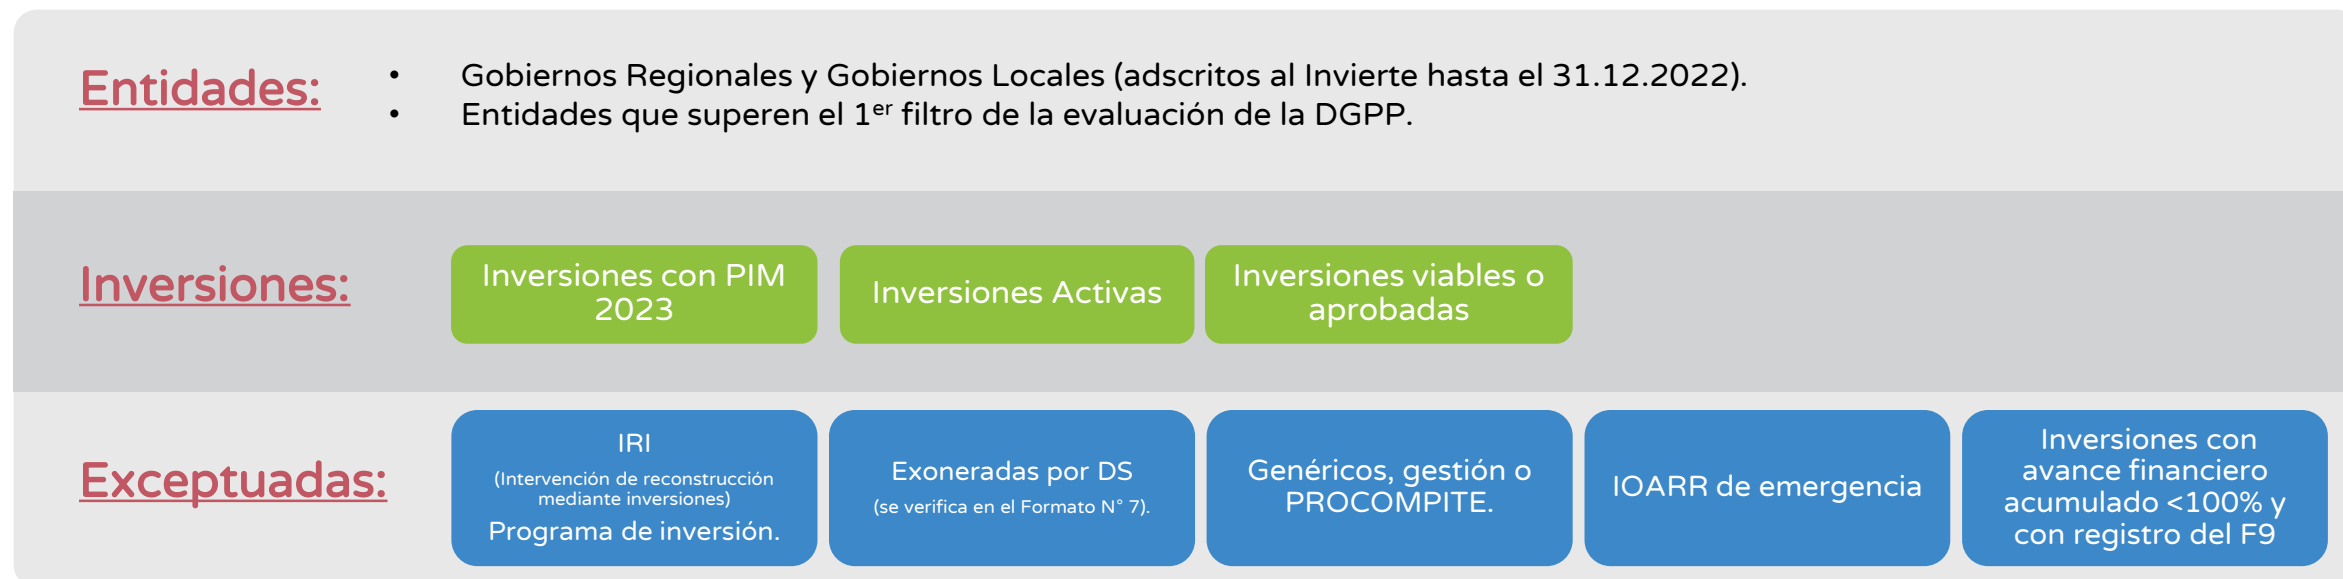 Entidades:
• Gobiernos Regionales y Gobiernos Locales (adscritos al Invierte hasta el 31.12.2022).
• Entidades que superen el 1er filtro de la evaluación de la DGPP.
Inversiones:
Inversiones con PIM
2023
Inversiones Activas
Inversiones viables o
aprobadas
Exceptuadas:
IRI
(Intervención de reconstrucción
mediante inversiones)
Programa de inversión.
Exoneradas por DS
(se verifica en el Formato N° 7).
Genéricos, gestión o
PROCOMPITE.
IOARR de emergencia
Inversiones con
avance financiero
acumulado <100% y
con registro del F9